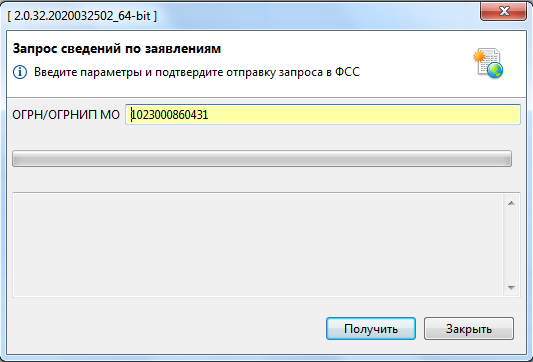 [ 2.0.32.2020032502_64-bit ]
Запрос сведений по заявлениям
Введите параметры и подтвердите отправку запроса в ФСС
ОГРН/ОГРНИП МО 1023000860431
Получить Закрыть